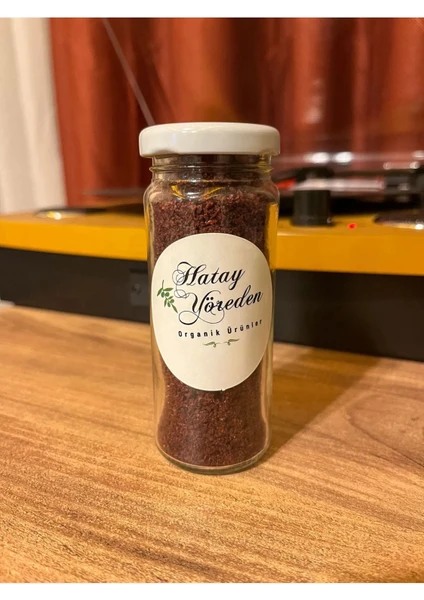 Hatay
Yöreden
Organik Ürünler